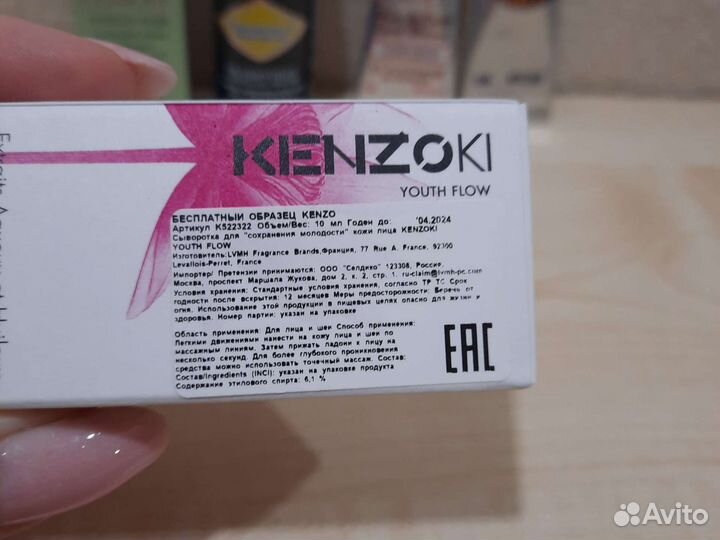 KENZOKI
YOUTH FLOW
БЕСПЛАТНЫЙ ОБРАЗЕЦ KENZO
Артикул K522322 Объем/Вес: 10 мл Годен до: '04.2024
Сыворотка для "сохранения молодости" кожи лица KENZOKI
YOUTH FLOW
Изготовитель:LVMH Fragrance Brands,Франция, 77 Rue A. France, 92300
Levallois-Perret, France
Импортер/ Претензии принимаются: ООО "Селдико" 123308, Россия,
Москва, проспект Маршала Жукова, дом 2, к. 2, стр. 1. ru-claim@lvmh-pc.com
Условия хранения: Стандартные условия хранения, согласно ТР ТС Срок
годности после вскрытия: 12 месяцев Меры предосторожности: Беречь от
огня. Использование этой продукции в пищевых целях опасно для жизни и
здоровья. Номер партии: указан на упаковке
Область применения Для лица и шеи Способ применения:
Легкими движениями нанести на кожу лица и шеи по
массажным линиям. Затем прижать ладони к лицу на
несколько секунд. Для более глубокого проникновения
средства можно использовать точечный массаж. Состав:
Состав/Ingredients (INCI): указан на упаковке продукта
Содержание этилового спирта: 6,1 %
EAC
Avito